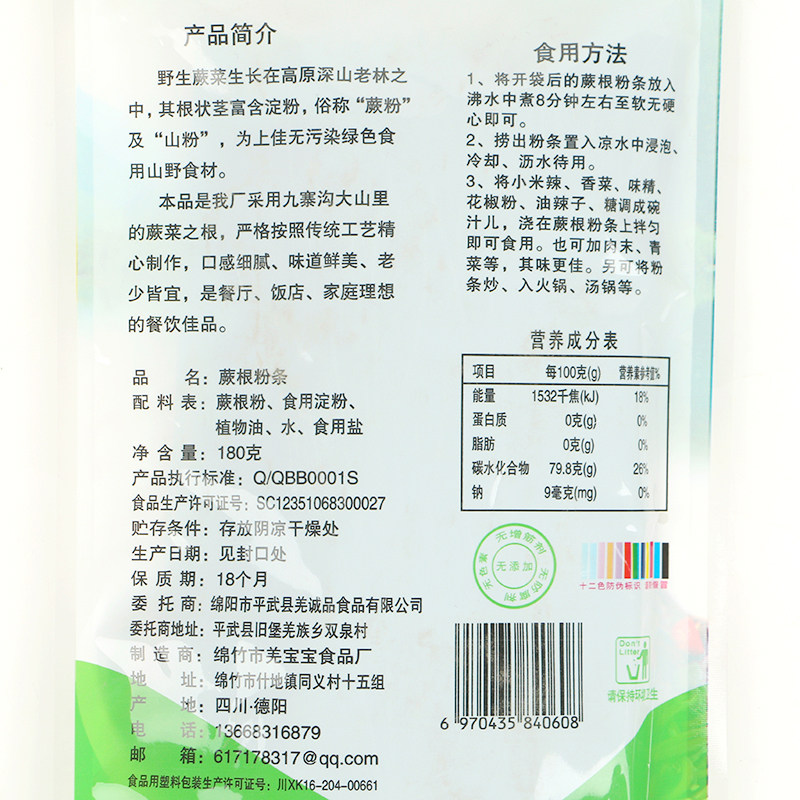 产品简介
野生蕨菜生长在高原深山老林之
中，其根状茎富含淀粉，俗称“蕨粉”
及“山粉”，为上佳无污染绿色食
用山野食材。
本品是我厂采用九寨沟大山里
的蕨菜之根，严格按照传统工艺精
心制作，口感细腻、味道鲜美、老
少皆宜，是餐厅、饭店、家庭理想
的餐饮佳品。
品 名：蕨根粉条
配 料 表：蕨根粉、食用淀粉、
植物油、水、食用盐
净 含 量：180克
产品执行标准：Q/QBB0001S
食品生产许可证号：SC12351068300027
贮存条件：存放阴凉干燥处
生产日期：见封口处
保 质 期：18个月
委 托 商：绵阳市平武县羌诚品食品有限公司
委托商地址：平武县旧堡羌族乡双泉村
制 造 商：绵竹市羌宝宝食品厂
地 址：绵竹市什地镇同义村十五组
产 地：四川·德阳
电 话：13668316879
邮 箱：617178317@qq.com
食品用塑料包装生产许可证号：川XK16-204-00661
食用方法
1、将开袋后的蕨根粉条放入
沸水中煮8分钟左右至软无硬
心即可。
2、捞出粉条置入凉水中浸泡、
冷却、沥水待用。
3、将小米辣、香菜、味精、
花椒粉、油辣子、糖调成碗
汁儿，浇在蕨根粉条上拌匀
即可食用。也可加肉末、青
菜等，其味更佳。另可将粉
条炒、入火锅、汤锅等。
营养成分表
项目 每100克(g) 营养素参考值%
能量 1532千焦(kJ) 18%
蛋白质 0克(g) 0%
脂肪 0克(g) 0%
碳水化合物 79.8克(g) 26%
钠 9毫克(mg) 0%
无增筋剂
无色素
无添加
无防腐剂
十二色防伪标识
Don't
Litter
请保持环境卫生
6 970435 840608